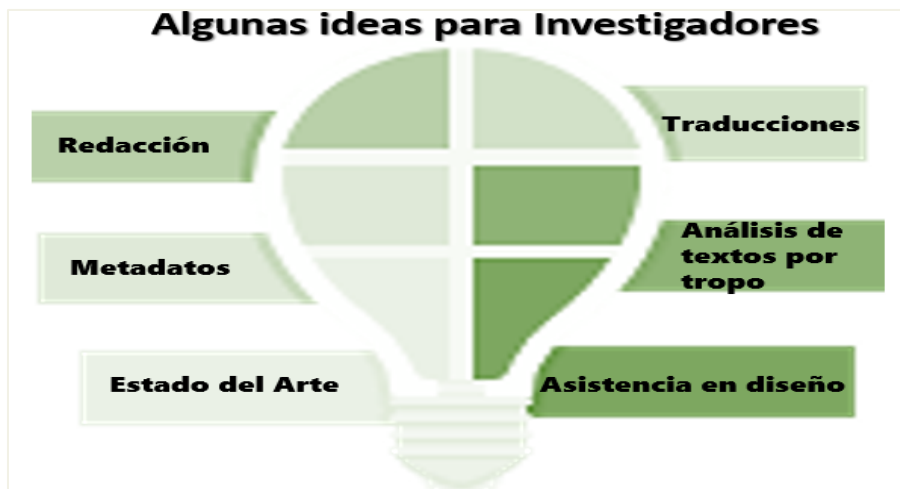 Algunas ideas para Investigadores
Redacción
Traducciones
Metadatos
Análisis de
textos por
tropo
Estado del Arte
Asistencia en diseño